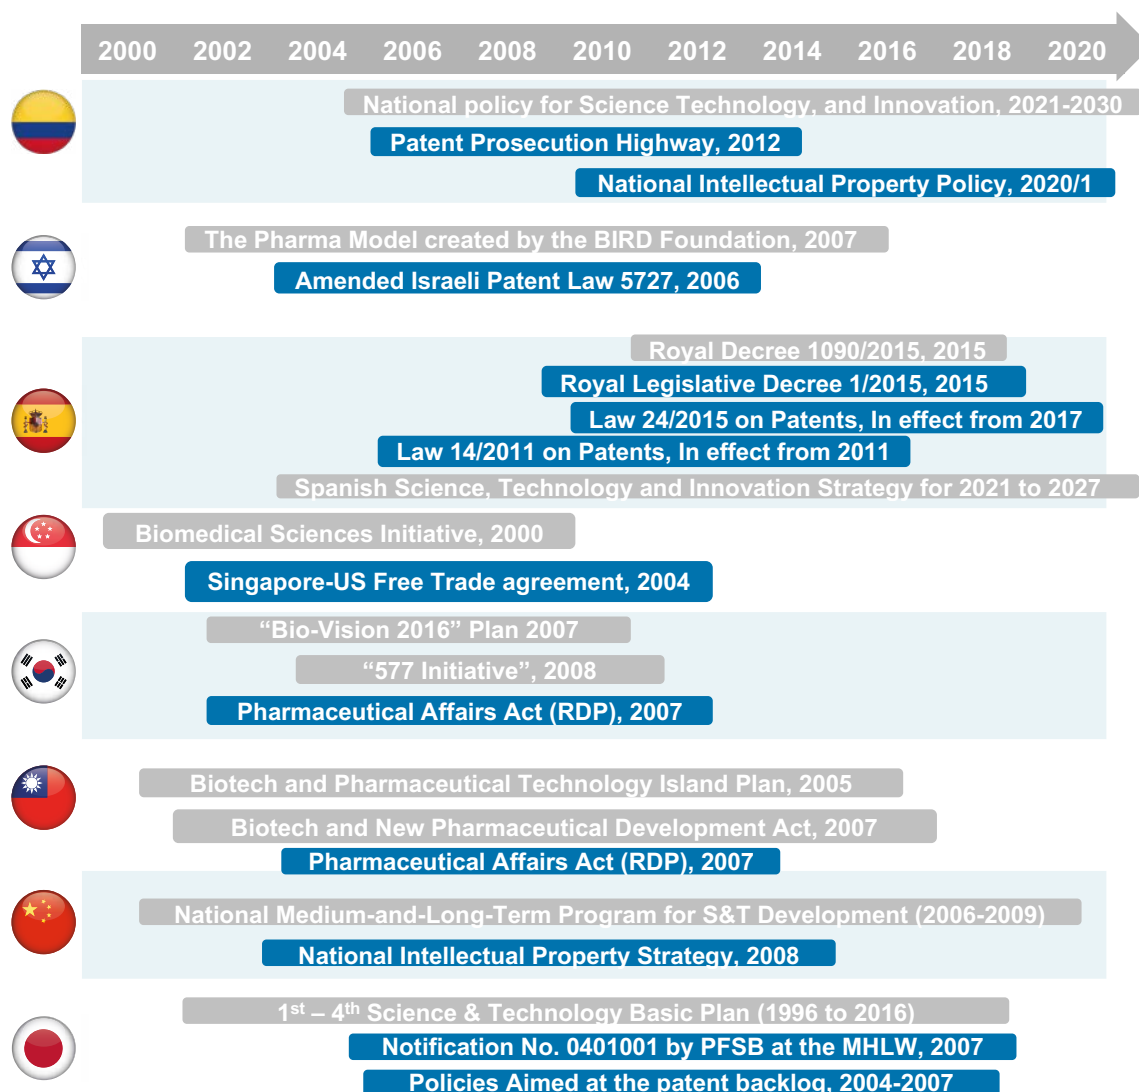 2000 2002 2004 2006 2008 2010 2012 2014 2016 2018 2020
National policy for Science Technology, and Innovation, 2021-2030
Patent Prosecution Highway, 2012
National Intellectual Property Policy, 2020/1
The Pharma Model created by the BIRD Foundation, 2007
Amended Israeli Patent Law 5727, 2006
Royal Decree 1090/2015, 2015
Royal Legislative Decree 1/2015, 2015
Law 24/2015 on Patents, In effect from 2017
Law 14/2011 on Patents, In effect from 2011
Spanish Science, Technology and Innovation Strategy for 2021 to 2027
Biomedical Sciences Initiative, 2000
Singapore-US Free Trade agreement, 2004
“Bio-Vision 2016” Plan 2007
“577 Initiative”, 2008
Pharmaceutical Affairs Act (RDP), 2007
Biotech and Pharmaceutical Technology Island Plan, 2005
Biotech and New Pharmaceutical Development Act, 2007
Pharmaceutical Affairs Act (RDP), 2007
National Medium-and-Long-Term Program for S&T Development (2006-2009)
National Intellectual Property Strategy, 2008
1st – 4th Science & Technology Basic Plan (1996 to 2016)
Notification No. 0401001 by PFSB at the MHLW, 2007
Policies Aimed at the patent backlog, 2004-2007